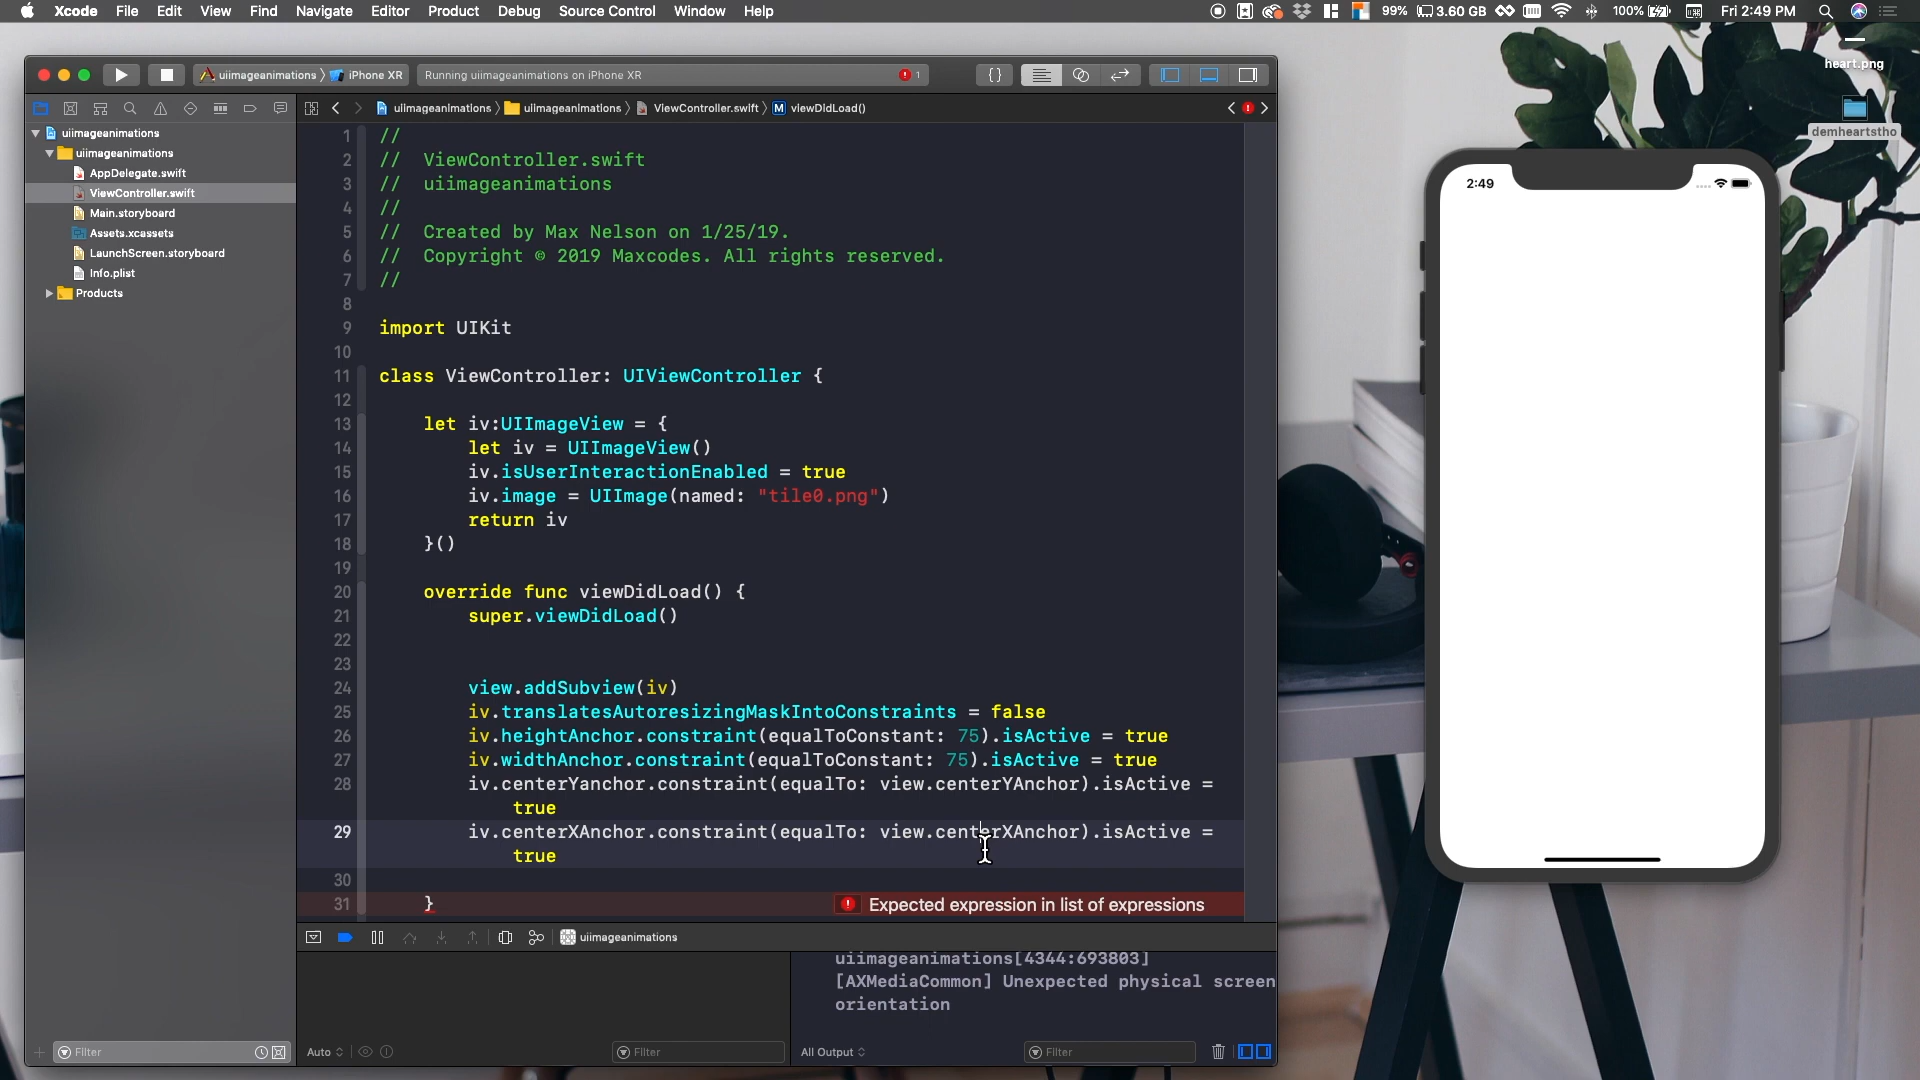 Xcode File Edit View Find Navigate Editor Product Debug Source Control Window Help 99% 3.60 GB 100% Fri 2:49 PM
heart.png
demheartstho
uiimageanimations iPhone XR Running uiimageanimations on iPhone XR 1
uiimageanimations uiimageanimations ViewController.swift M viewDidLoad()
uiimageanimations
uiimageanimations
AppDelegate.swift
ViewController.swift
Main.storyboard
Assets.xcassets
LaunchScreen.storyboard
Info.plist
Products
1 //
2 // ViewController.swift
3 // uiimageanimations
4 //
5 // Created by Max Nelson on 1/25/19.
6 // Copyright © 2019 Maxcodes. All rights reserved.
7 //
8
9 import UIKit
10
11 class ViewController: UIViewController {
12
13 let iv:UIImageView = {
14 let iv = UIImageView()
15 iv.isUserInteractionEnabled = true
16 iv.image = UIImage(named: "tile0.png")
17 return iv
18 }()
19
20 override func viewDidLoad() {
21 super.viewDidLoad()
22
23
24 view.addSubview(iv)
25 iv.translatesAutoresizingMaskIntoConstraints = false
26 iv.heightAnchor.constraint(equalToConstant: 75).isActive = true
27 iv.widthAnchor.constraint(equalToConstant: 75).isActive = true
28 iv.centerYanchor.constraint(equalTo: view.centerYAnchor).isActive =
true
29 iv.centerXAnchor.constraint(equalTo: view.centerXAnchor).isActive =
true
30
31 } Expected expression in list of expressions
uiimageanimations
uiimageanimations[4344:693803]
[AXMediaCommon] Unexpected physical screen
orientation
Filter Auto Filter All Output Filter
2:49